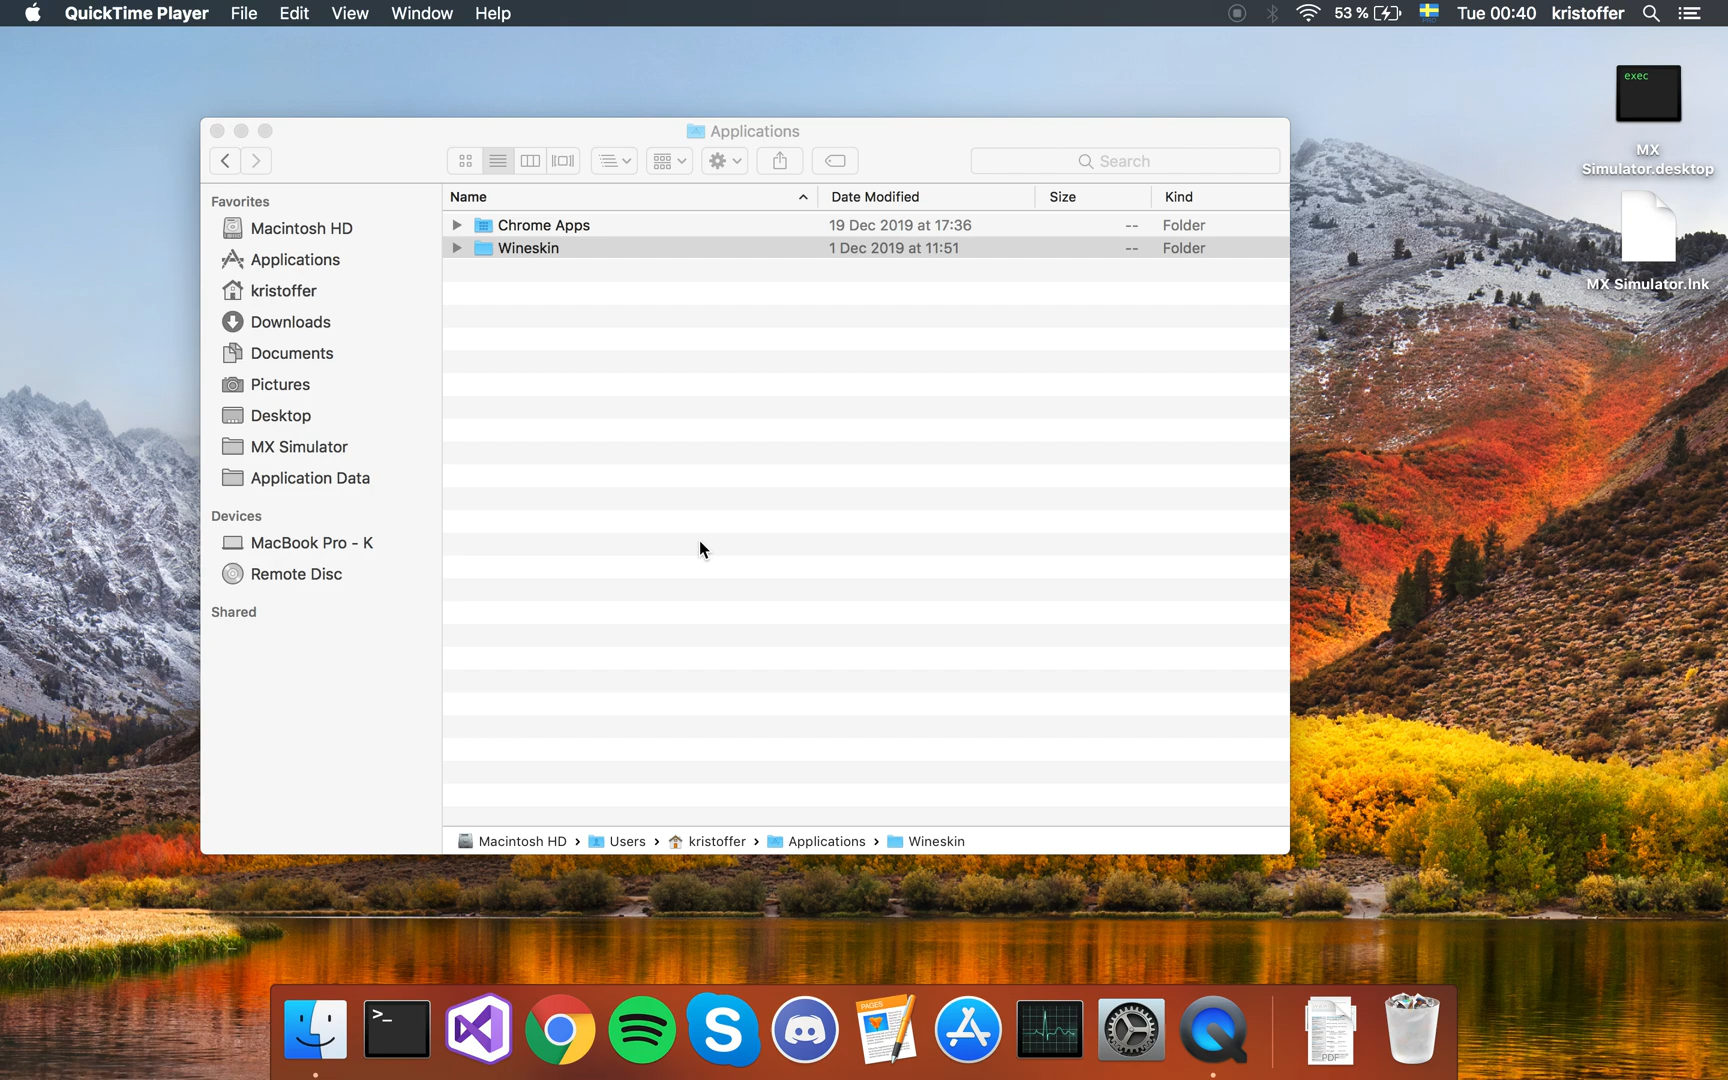 QuickTime Player File Edit View Window Help 53 % Tue 00:40 kristoffer
exec
MX
Simulator.desktop
MX Simulator.lnk
Applications
Search
Favorites
Macintosh HD
Applications
kristoffer
Downloads
Documents
Pictures
Desktop
MX Simulator
Application Data
Devices
MacBook Pro - K
Remote Disc
Shared
Name Date Modified Size Kind
Chrome Apps 19 Dec 2019 at 17:36 -- Folder
Wineskin 1 Dec 2019 at 11:51 -- Folder
Macintosh HD › Users › kristoffer › Applications › Wineskin
>_
S
PAGES
PDF